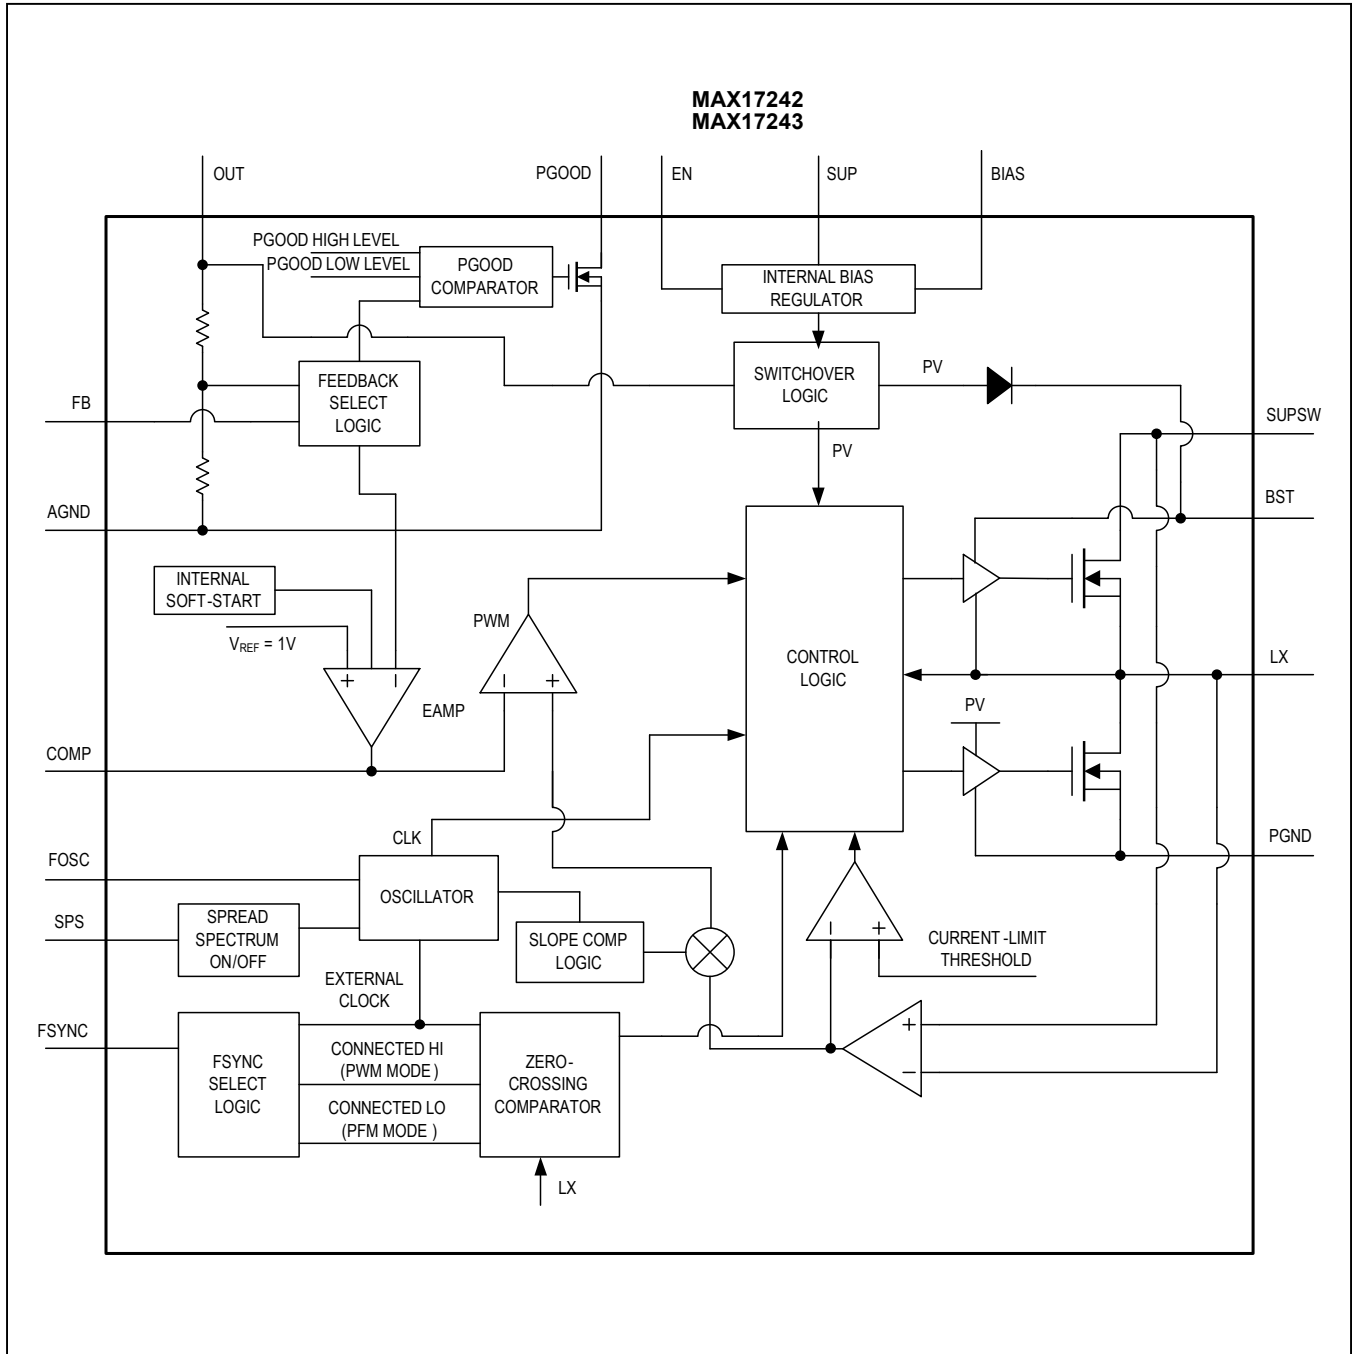 MAX17242
MAX17243
OUT
PGOOD
EN
SUP
BIAS
PGOOD HIGH LEVEL
PGOOD LOW LEVEL
PGOOD
COMPARATOR
INTERNAL BIAS
REGULATOR
FEEDBACK
SELECT
LOGIC
SWITCHOVER
LOGIC
PV
FB
SUPSW
PV
AGND
BST
INTERNAL
SOFT-START
VREF = 1V
PWM
CONTROL
LOGIC
LX
+
–
–
+
EAMP
PV
COMP
CLK
FOSC
PGND
OSCILLATOR
SPS
SPREAD
SPECTRUM
ON/OFF
SLOPE COMP
LOGIC
–
+
CURRENT -LIMIT
THRESHOLD
EXTERNAL
CLOCK
FSYNC
FSYNC
SELECT
LOGIC
CONNECTED HI
(PWM MODE )
CONNECTED LO
(PFM MODE )
ZERO-
CROSSING
COMPARATOR
+
–
LX